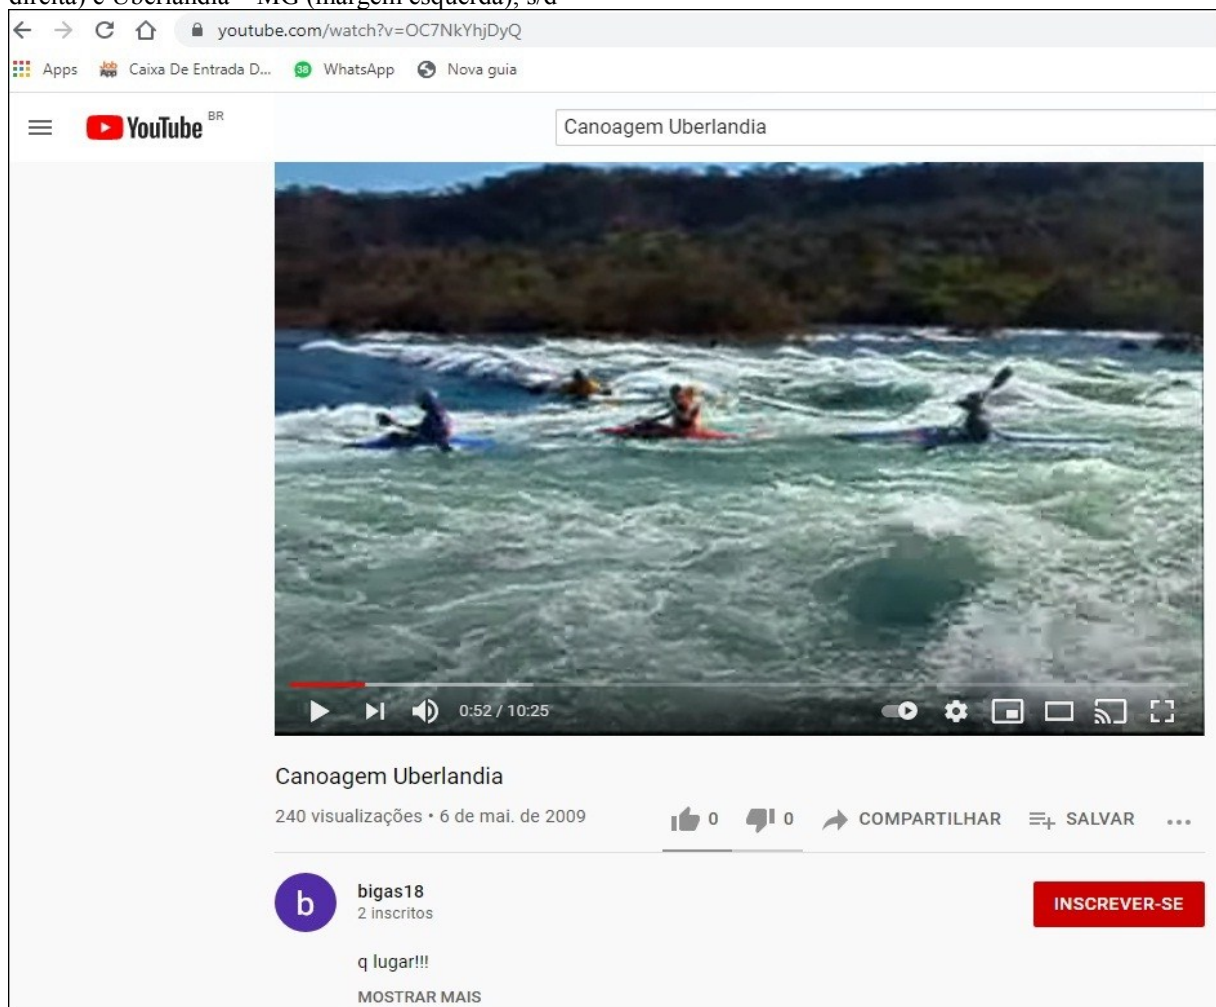 direita) e Uberlândia – MG (margem esquerda), s/d
youtube.com/watch?v=OC7NkYhjDyQ
Apps Caixa De Entrada D... 38 WhatsApp Nova guia
YouTube BR Canoagem Uberlandia
0:52 / 10:25
Canoagem Uberlandia
240 visualizações • 6 de mai. de 2009 0 0 COMPARTILHAR SALVAR ...
b bigas18 INSCREVER-SE
2 inscritos
q lugar!!!
MOSTRAR MAIS